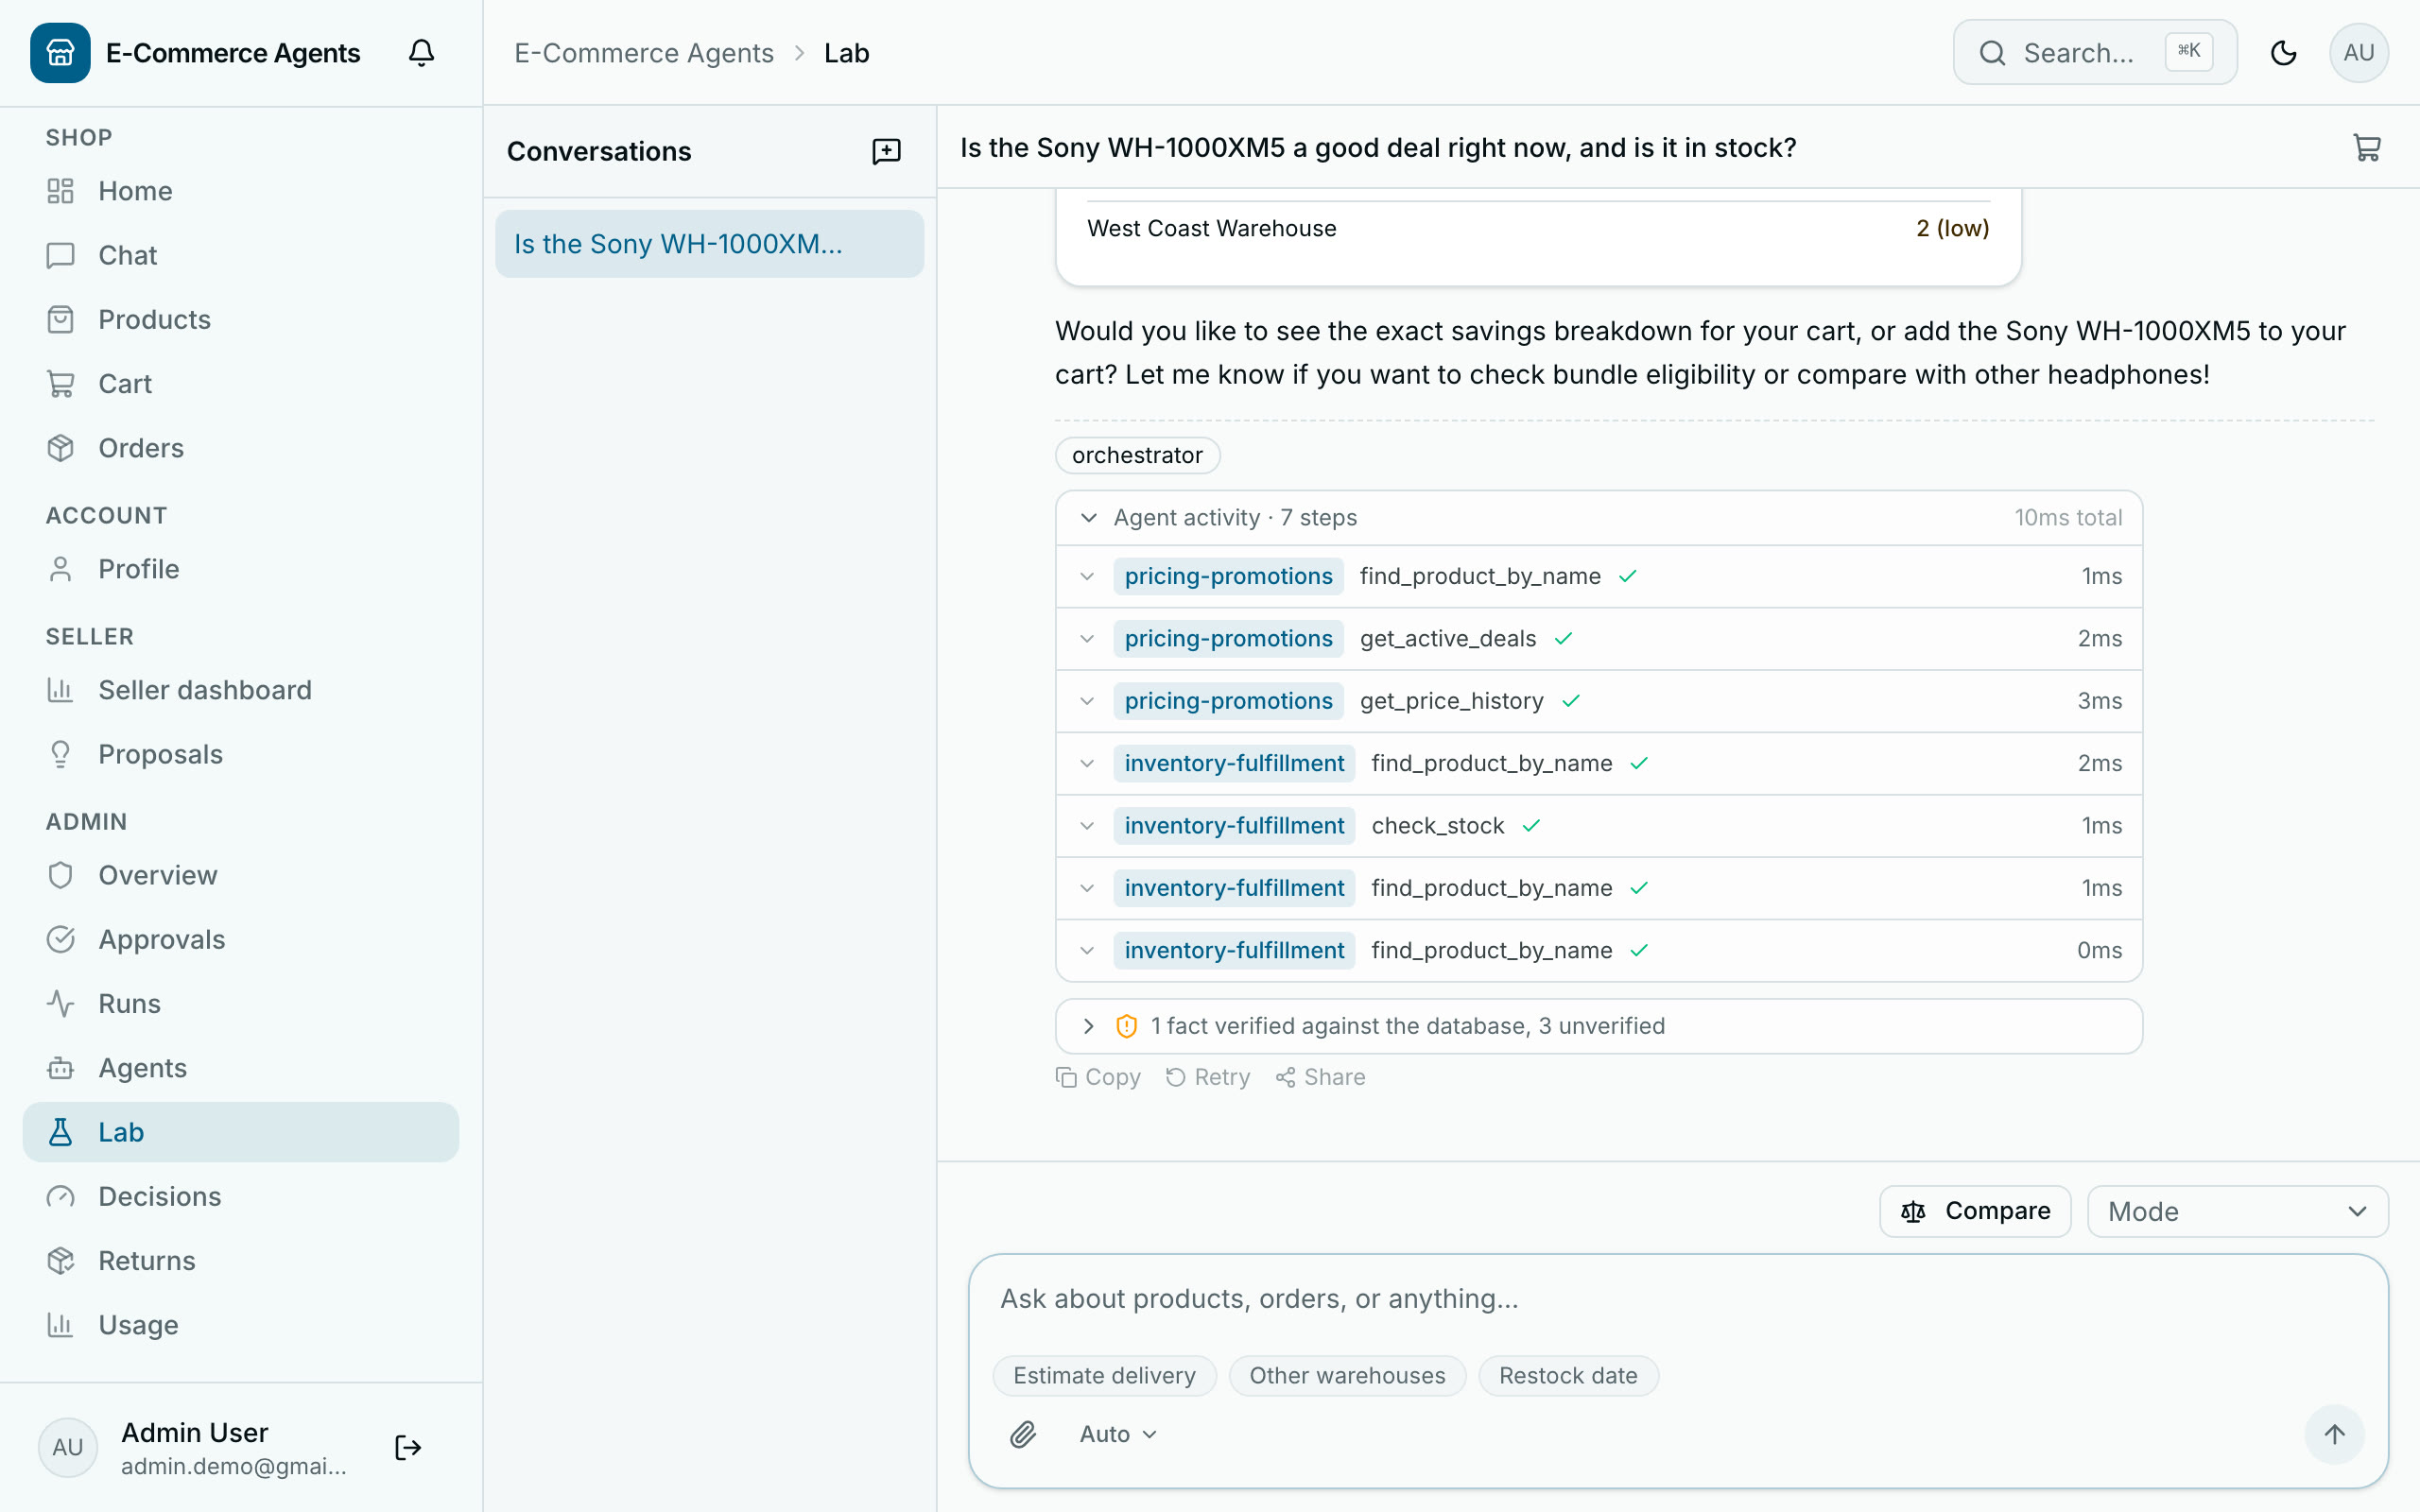 E-Commerce Agents
SHOP
Home
Chat
Products
Cart
Orders
ACCOUNT
Profile
SELLER
Seller dashboard
Proposals
ADMIN
Overview
Approvals
Runs
Agents
Lab
Decisions
Returns
Usage
AU
Admin User
admin.demo@gmai...
E-Commerce Agents > Lab
Search... ⌘K
AU
Conversations
Is the Sony WH-1000XM...
Is the Sony WH-1000XM5 a good deal right now, and is it in stock?
West Coast Warehouse 2 (low)
Would you like to see the exact savings breakdown for your cart, or add the Sony WH-1000XM5 to your
cart? Let me know if you want to check bundle eligibility or compare with other headphones!
orchestrator
Agent activity · 7 steps 10ms total
pricing-promotions find_product_by_name 1ms
pricing-promotions get_active_deals 2ms
pricing-promotions get_price_history 3ms
inventory-fulfillment find_product_by_name 2ms
inventory-fulfillment check_stock 1ms
inventory-fulfillment find_product_by_name 1ms
inventory-fulfillment find_product_by_name 0ms
1 fact verified against the database, 3 unverified
Copy Retry Share
Compare Mode
Ask about products, orders, or anything...
Estimate delivery Other warehouses Restock date
Auto